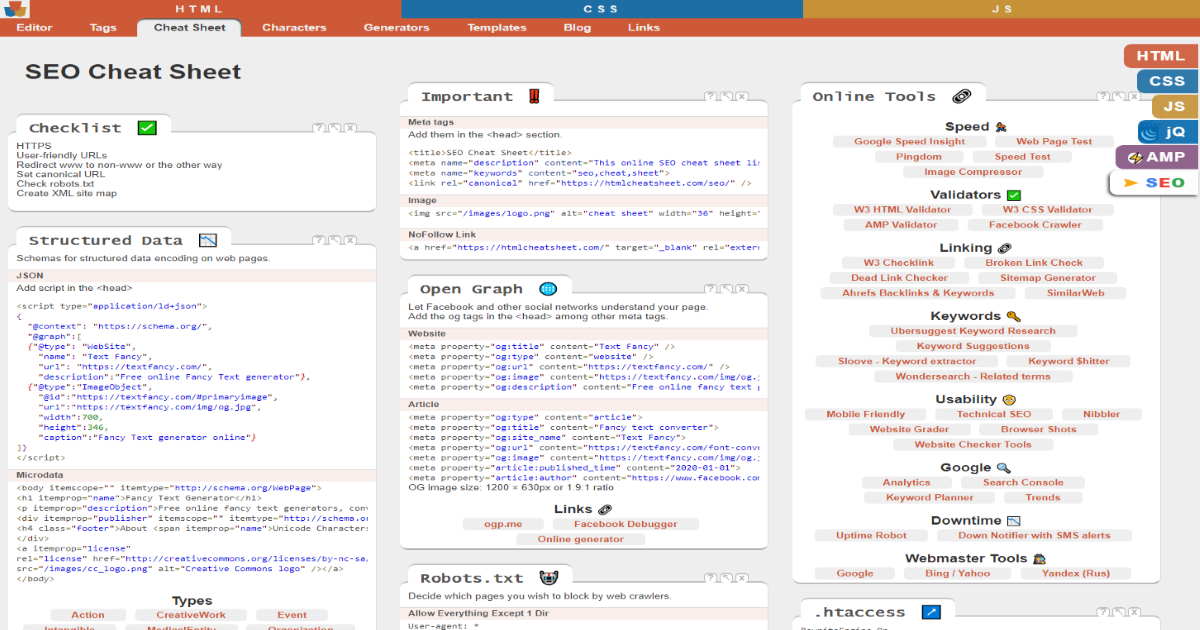 HTML
CSS
JS
Editor
Tags
Cheat Sheet
Characters
Generators
Templates
Blog
Links
HTML
CSS
JS
jQ
AMP
SEO
SEO Cheat Sheet
Checklist
HTTPS
User-friendly URLs
Redirect www to non-www or the other way
Set canonical URL
Check robots.txt
Create XML site map
Structured Data
Schemas for structured data encoding on web pages.
JSON
Add script in the <head>
<script type="application/ld+json">
{
"@context": "https://schema.org/",
"@graph":[
{"@type": "WebSite",
"name": "Text Fancy",
"url": "https://textfancy.com/",
"description":"Free online Fancy Text generator"},
{"@type":"ImageObject",
"@id":"https://textfancy.com/#primaryimage",
"url":"https://textfancy.com/img/og.jpg",
"width":700,
"height":346,
"caption":"Fancy Text generator online"}
]}
</script>
Microdata
<body itemscope="" itemtype="http://schema.org/WebPage">
<h1 itemprop="name">Fancy Text Generator</h1>
<p itemprop="description">Free online fancy text generators, conv
<div itemprop="publisher" itemscope="" itemtype="http://schema.or
<h4 class="footer">About <span itemprop="name">Unicode Character:
</div>
<a itemprop="license"
rel="license" href="http://creativecommons.org/licenses/by-nc-sa,
src="/images/cc_logo.png" alt="Creative Commons logo" /></a>
</body>
Types
Action
CreativeWork
Event
Intangible
MedicalEntity
Organization
Important
Meta tags
Add them in the <head> section.
<title>SEO Cheat Sheet</title>
<meta name="description" content="This online SEO cheat sheet li:
<meta name="keywords" content="seo,cheat,sheet">
<link rel="canonical" href="https://htmlcheatsheet.com/seo/" />
Image
<img src="/images/logo.png" alt="cheat sheet" width="36" height="
NoFollow Link
<a href="https://htmlcheatsheet.com/" target="_blank" rel="extern
Open Graph
Let Facebook and other social networks understand your page.
Add the og tags in the <head> among other meta tags.
Website
<meta property="og:title" content="Text Fancy" />
<meta property="og:type" content="website" />
<meta property="og:url" content="https://textfancy.com/" />
<meta property="og:image" content="https://textfancy.com/img/og.j
<meta property="og:description" content="Free online fancy text g
Article
<meta property="og:type" content="article">
<meta property="og:title" content="Fancy text converter">
<meta property="og:site_name" content="Text Fancy">
<meta property="og:url" content="https://textfancy.com/font-conv
<meta property="og:image" content="https://textfancy.com/img/og.j
<meta property="article:published_time" content="2020-01-01">
<meta property="article:author" content="https://www.facebook.com
OG Image size: 1200 × 630px or 1.9:1 ratio
Links
ogp.me
Facebook Debugger
Online generator
Robots.txt
Decide which pages you wish to block by web crawlers.
Allow Everything Except 1 Dir
User-agent: *
Online Tools
Speed
Google Speed Insight
Web Page Test
Pingdom
Speed Test
Image Compressor
Validators
W3 HTML Validator
W3 CSS Validator
AMP Validator
Facebook Crawler
Linking
W3 Checklink
Broken Link Check
Dead Link Checker
Sitemap Generator
Ahrefs Backlinks & Keywords
SimilarWeb
Keywords
Ubersuggest Keyword Research
Keyword Suggestions
Sloove - Keyword extractor
Keyword $hitter
Wondersearch - Related terms
Usability
Mobile Friendly
Technical SEO
Nibbler
Website Grader
Browser Shots
Website Checker Tools
Google
Analytics
Search Console
Keyword Planner
Trends
Downtime
Uptime Robot
Down Notifier with SMS alerts
Webmaster Tools
Google
Bing / Yahoo
Yandex (Rus)
.htaccess